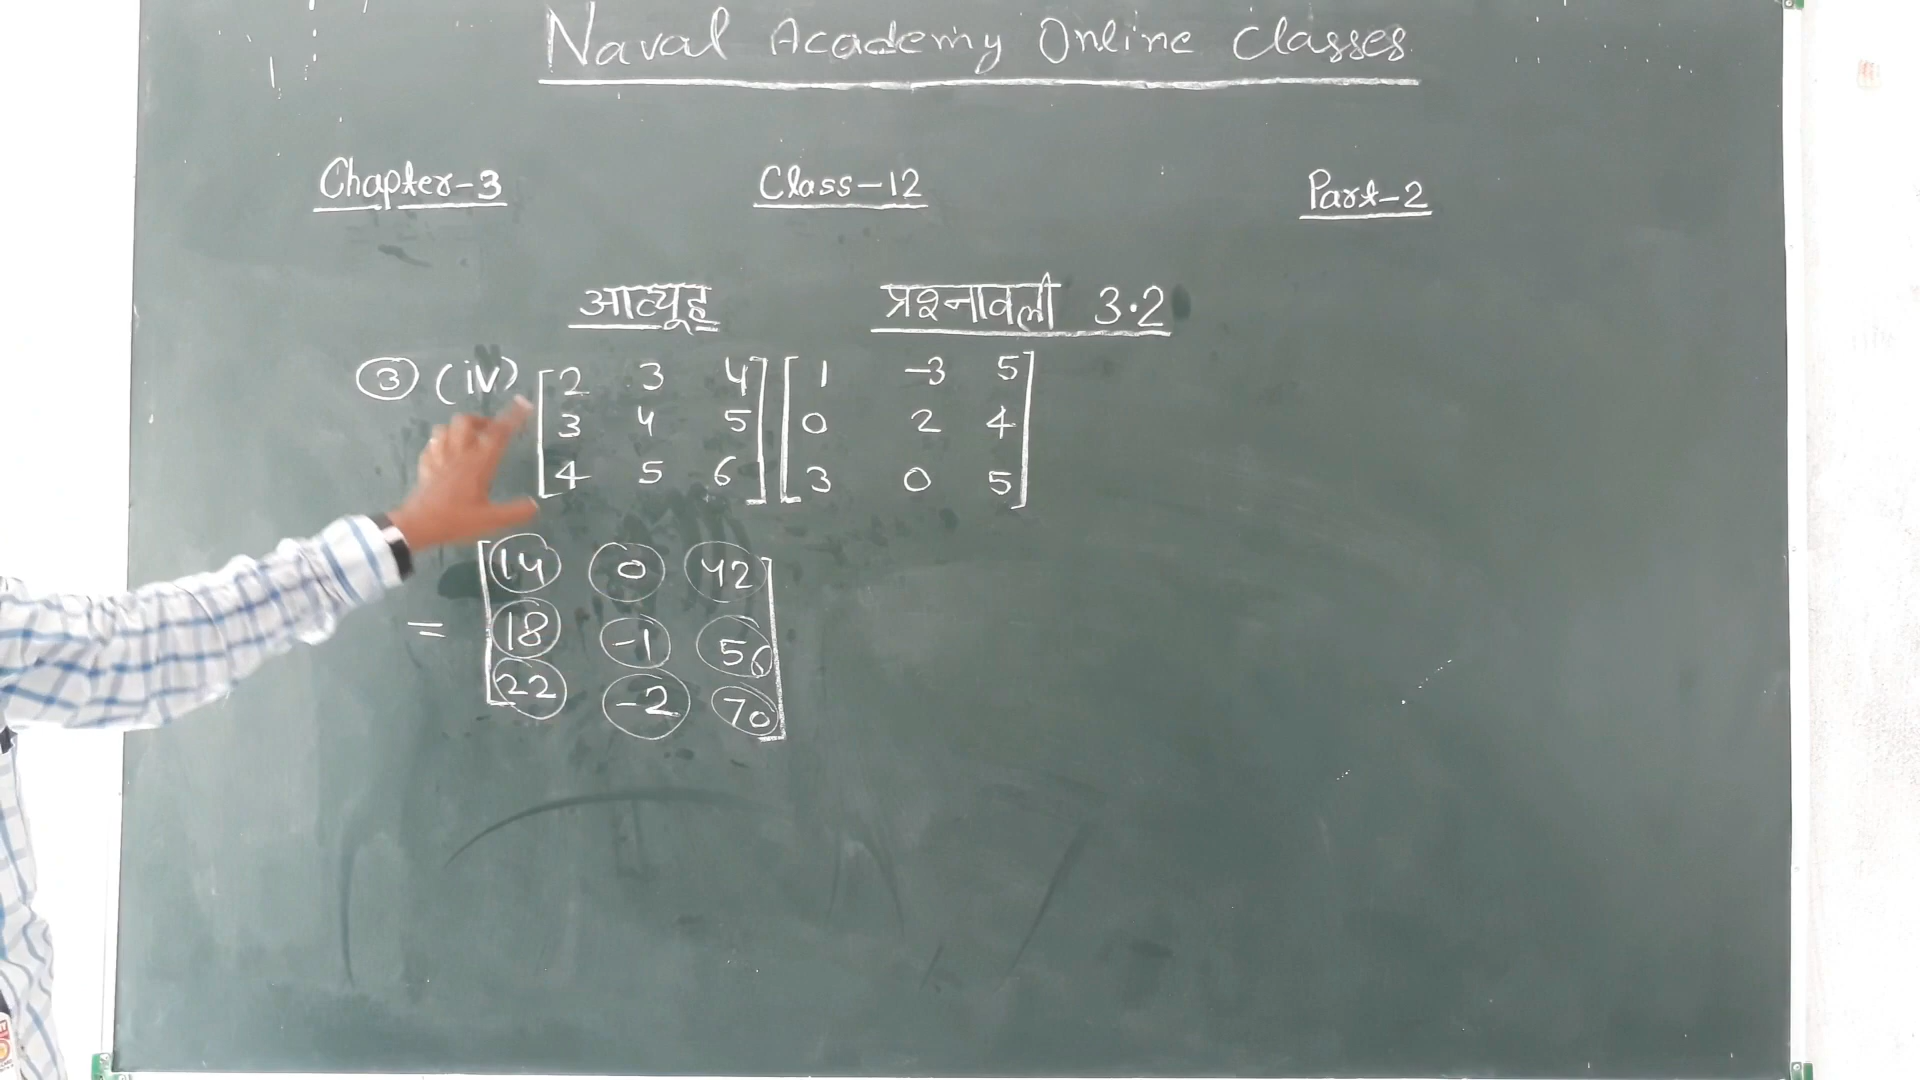 Naval Academy Online Classes
Chapter-3 Class-12 Part-2
आव्यूह प्रश्नावली 3.2
③ (iv) [2 3 4] [1 -3 5]
[3 4 5] [0 2 4]
[4 5 6] [3 0 5]
[14 0 42]
= [18 -1 56]
[22 -2 70]